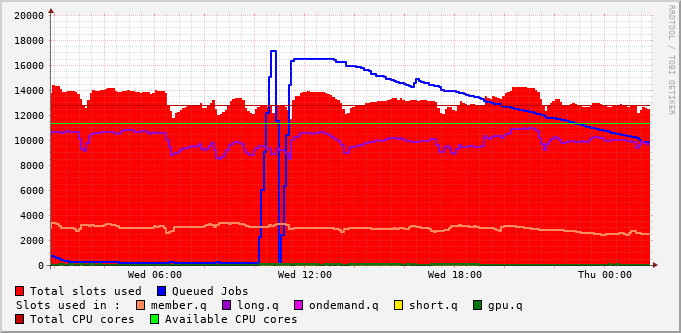 20000
18000
16000
14000
12000
10000
8000
6000
4000
2000
0
Wed 06:00 Wed 12:00 Wed 18:00 Thu 00:00
RRDTOOL / TOBI OETIKER
Total slots used Queued Jobs
Slots used in : member.q long.q ondemand.q short.q gpu.q
Total CPU cores Available CPU cores